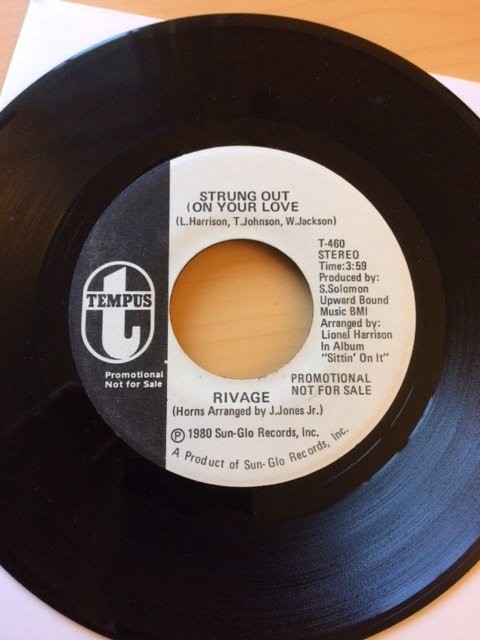 STRUNG OUT
(ON YOUR LOVE
(L.Harrison, T.Johnson, W.Jackson)
T-460
STEREO
Time:3:59
Produced by:
S.Solomon
Upward Bound
Music BMI
Arranged by:
Lionel Harrison
In Album
"Sittin' On It"
TEMPUS
t
Promotional
Not for Sale
PROMOTIONAL
NOT FOR SALE
RIVAGE
(Horns Arranged by J.Jones Jr.)
Ⓟ 1980 Sun-Glo Records, Inc.
A Product of Sun-Glo Records, Inc.